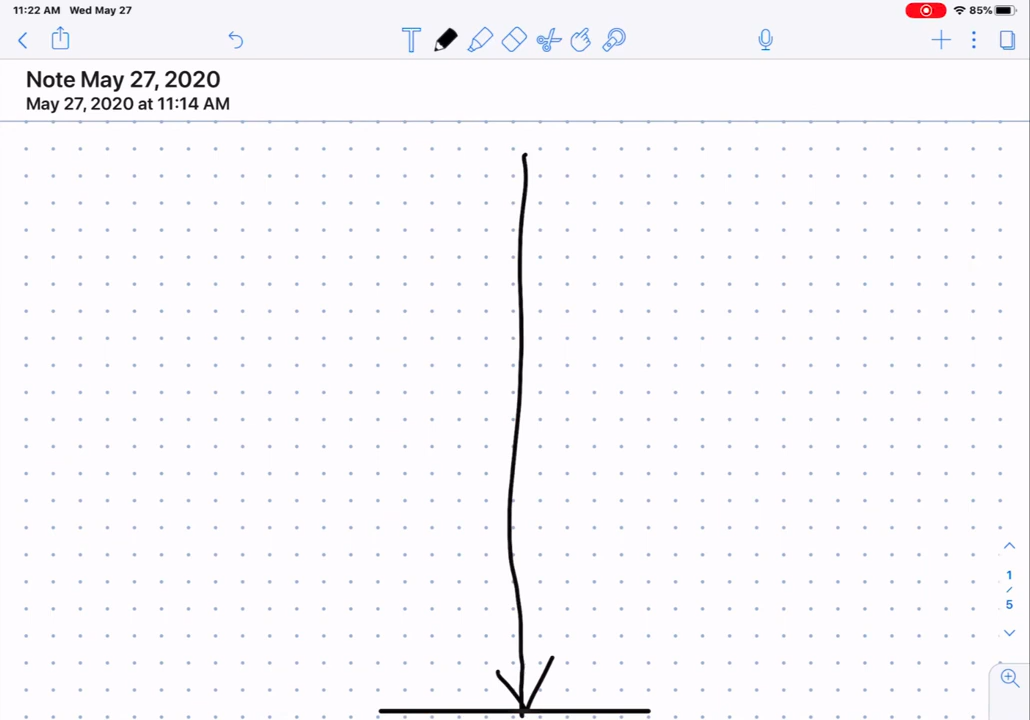 11:22 AM Wed May 27
85%
T
Note May 27, 2020
May 27, 2020 at 11:14 AM
1
/
5